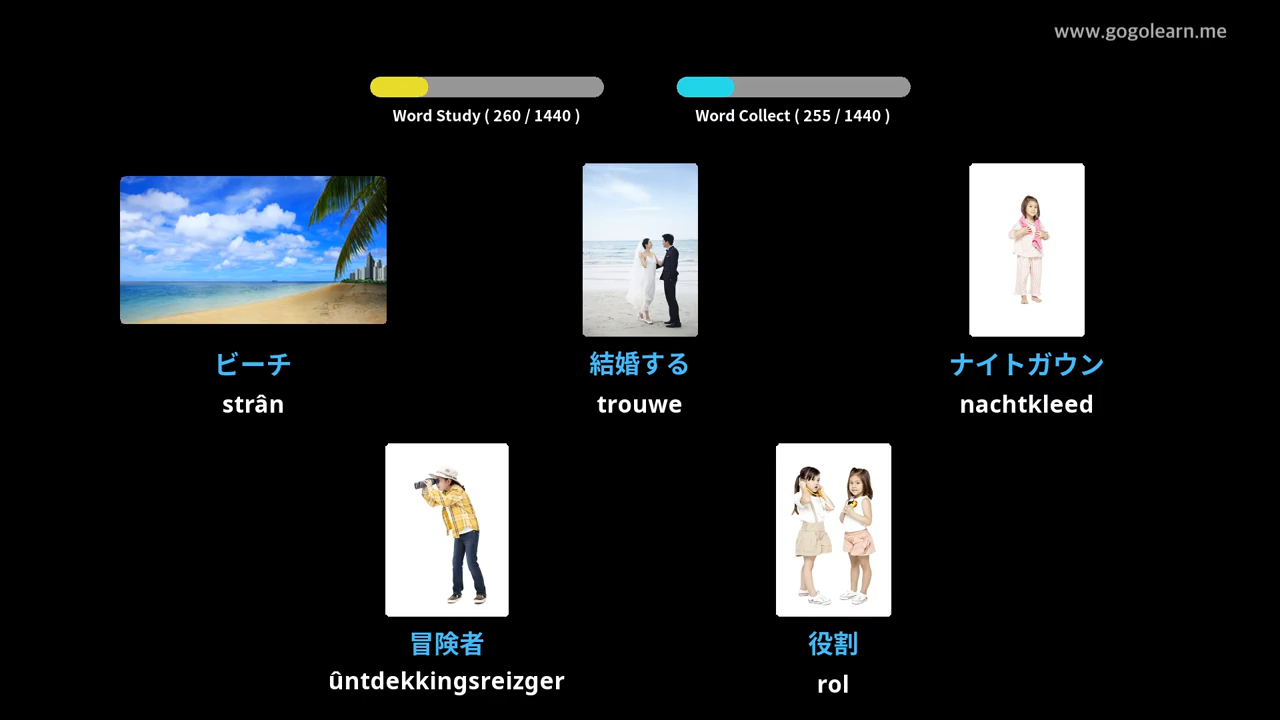 www.gogolearn.me
Word Study ( 260 / 1440 )
Word Collect ( 255 / 1440 )
ビーチ
strân
結婚する
trouwe
ナイトガウン
nachtkleed
冒険者
ûntdekkingsreizger
役割
rol